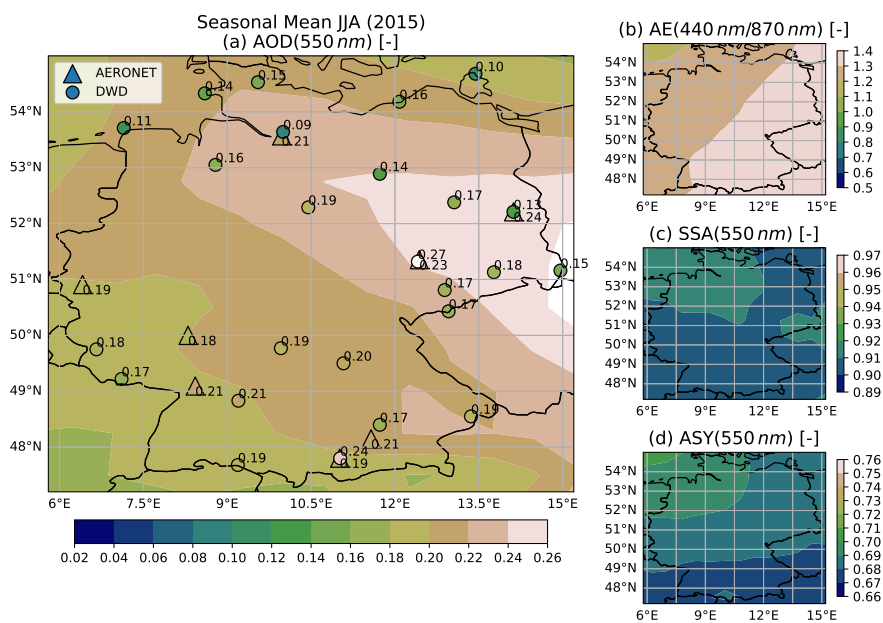 Seasonal Mean JJA (2015)
(a) AOD(550 nm) [-]
AERONET
DWD
54°N
53°N
52°N
51°N
50°N
49°N
48°N
6°E
7.5°E
9°E
10.5°E
12°E
13.5°E
15°E
0.10
0.15
0.14
0.16
0.11
0.09
0.21
0.16
0.14
0.19
0.17
0.13
0.24
0.27
0.23
0.18
0.15
0.19
0.17
0.17
0.18
0.18
0.19
0.20
0.17
0.21
0.21
0.19
0.17
0.21
0.19
0.24
0.19
0.02
0.04
0.06
0.08
0.10
0.12
0.14
0.16
0.18
0.20
0.22
0.24
0.26
(b) AE(440 nm/870 nm) [-]
54°N
53°N
52°N
51°N
50°N
49°N
48°N
6°E
9°E
12°E
15°E
1.4
1.3
1.2
1.1
1.0
0.9
0.8
0.7
0.6
0.5
(c) SSA(550 nm) [-]
54°N
53°N
52°N
51°N
50°N
49°N
48°N
6°E
9°E
12°E
15°E
0.97
0.96
0.95
0.94
0.93
0.92
0.91
0.90
0.89
(d) ASY(550 nm) [-]
54°N
53°N
52°N
51°N
50°N
49°N
48°N
6°E
9°E
12°E
15°E
0.76
0.75
0.74
0.73
0.72
0.71
0.70
0.69
0.68
0.67
0.66